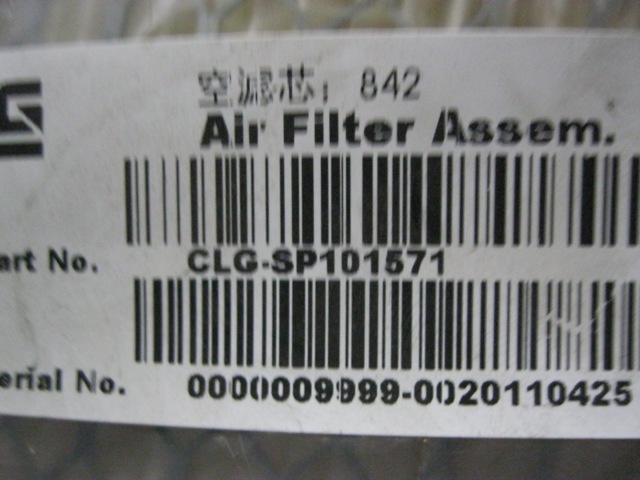 G
空滤芯：842
Air Filter Assem.
art No. CLG-SP101571
erial No. 0000009999-0020110425